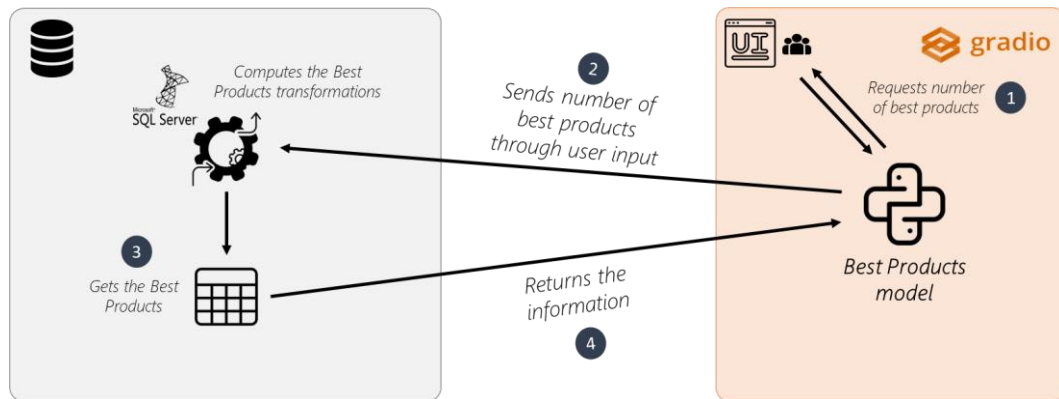 Computes the Best
Products transformations
Microsoft
SQL Server
3
Gets the Best
Products
2
Sends number of
best products
through user input
Returns the
information
4
UI
gradio
Requests number
of best products
1
Best Products
model